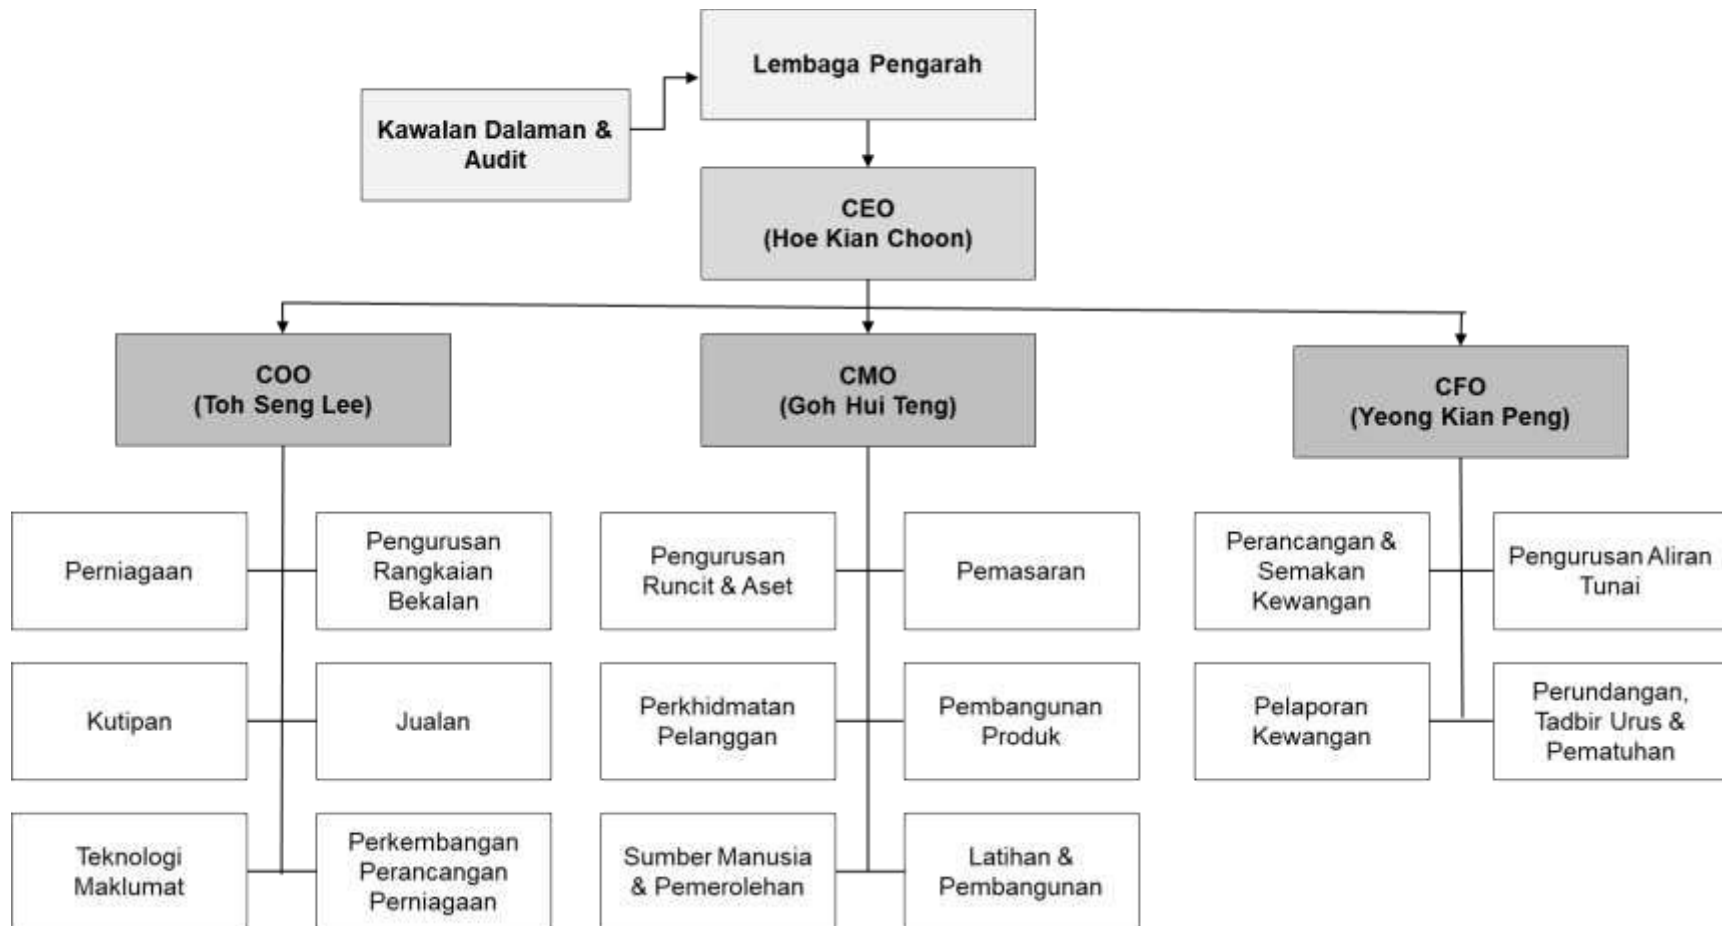 Lembaga Pengarah
Kawalan Dalaman &
Audit
CEO
(Hoe Kian Choon)
COO
(Toh Seng Lee)
CMO
(Goh Hui Teng)
CFO
(Yeong Kian Peng)
Perniagaan
Pengurusan
Rangkaian
Bekalan
Pengurusan
Runcit & Aset
Pemasaran
Perancangan &
Semakan
Kewangan
Pengurusan Aliran
Tunai
Kutipan
Jualan
Perkhidmatan
Pelanggan
Pembangunan
Produk
Pelaporan
Kewangan
Perundangan,
Tadbir Urus &
Pematuhan
Teknologi
Maklumat
Perkembangan
Perancangan
Perniagaan
Sumber Manusia
& Pemerolehan
Latihan &
Pembangunan